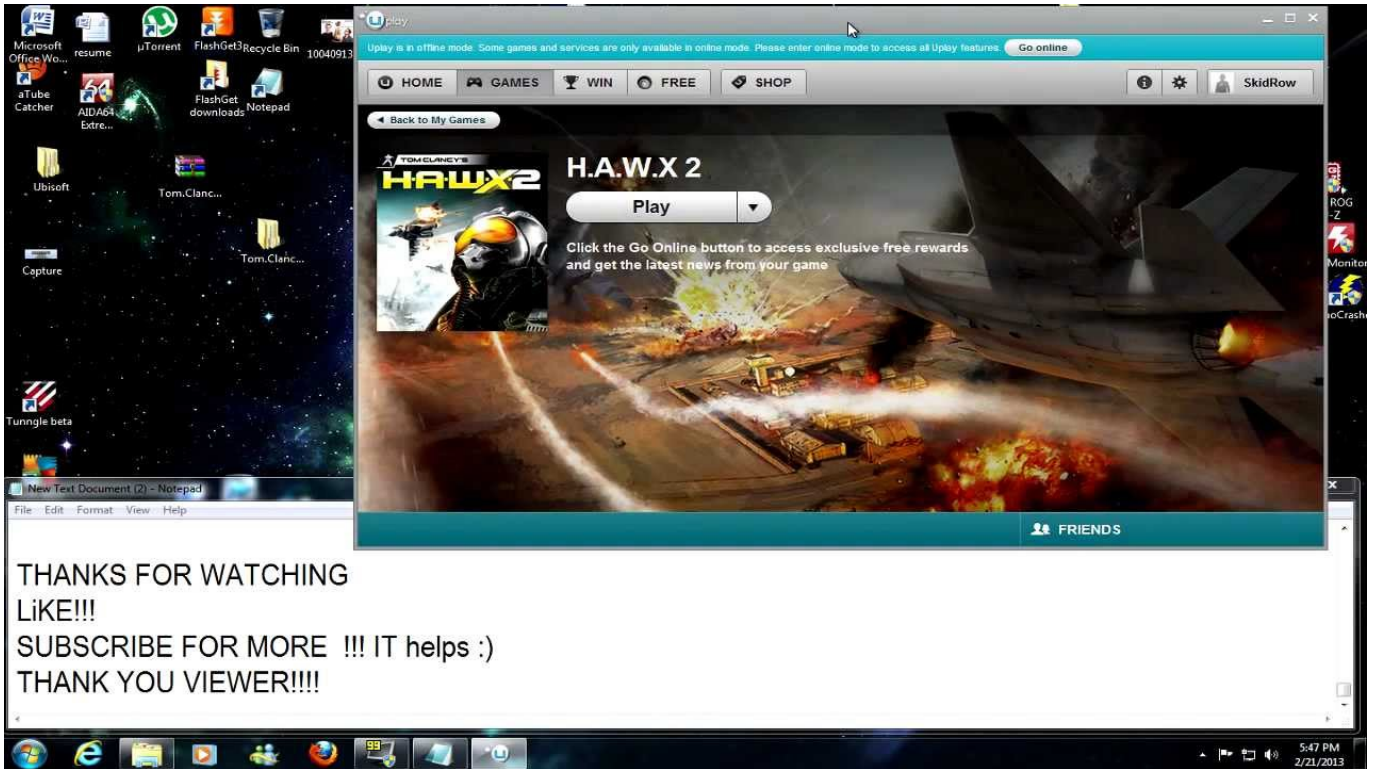 Microsoft
Office Wo...
resume
µTorrent
FlashGet3
Recycle Bin
10040913
aTube
Catcher
AIDA64
Extre...
FlashGet
downloads
Notepad
Ubisoft
Tom.Clanc...
Tom.Clanc...
Capture
Tunngle beta
Uplay
Uplay is in offline mode. Some games and services are only available in online mode. Please enter online mode to access all Uplay features.
Go online
HOME
GAMES
WIN
FREE
SHOP
SkidRow
Back to My Games
TOM CLANCY'S
H.A.W.X 2
H.A.W.X 2
Play
Click the Go Online button to access exclusive free rewards
and get the latest news from your game
FRIENDS
ROG
-Z
Monitor
oCrashe
New Text Document (2) - Notepad
File Edit Format View Help
THANKS FOR WATCHING
LiKE!!!
SUBSCRIBE FOR MORE !!! IT helps :)
THANK YOU VIEWER!!!!
99
5:47 PM
2/21/2013